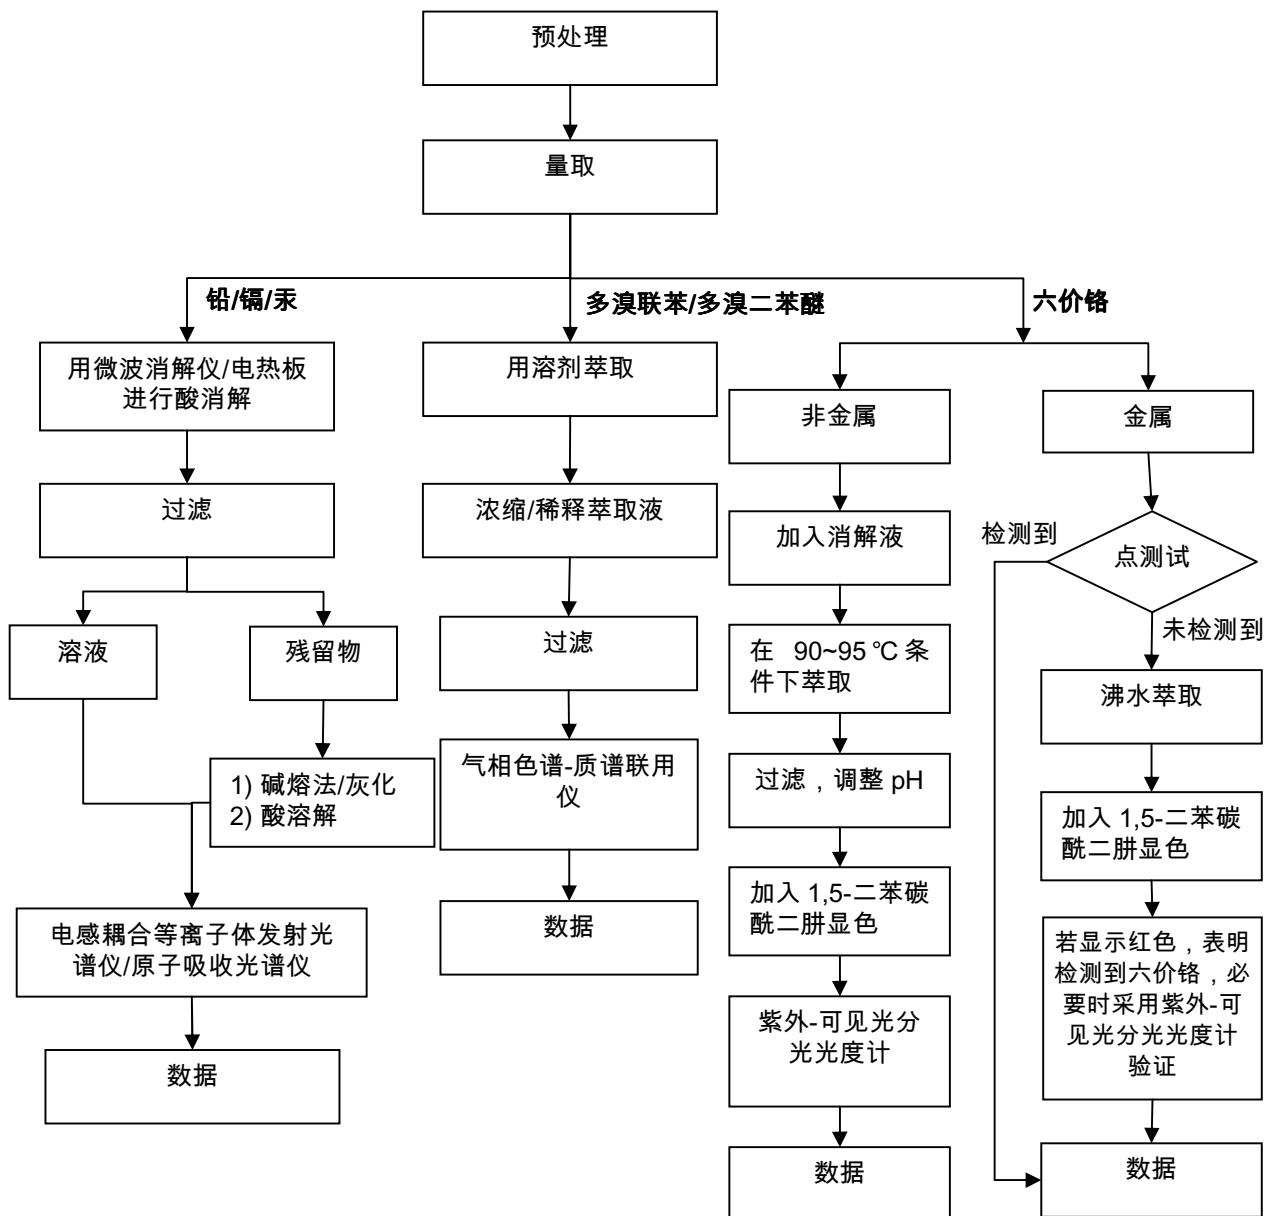 预处理
量取
铅/镉/汞
多溴联苯/多溴二苯醚
六价铬
用微波消解仪/电热板
进行酸消解
过滤
溶液
残留物
1) 碱熔法/灰化
2) 酸溶解
电感耦合等离子体发射光
谱仪/原子吸收光谱仪
数据
用溶剂萃取
浓缩/稀释萃取液
过滤
气相色谱-质谱联用
仪
数据
非金属
加入消解液
在 90~95 ℃ 条
件下萃取
过滤，调整 pH
加入 1,5-二苯碳
酰二肼显色
紫外-可见光分
光光度计
数据
金属
点测试
检测到
未检测到
沸水萃取
加入 1,5-二苯碳
酰二肼显色
若显示红色，表明
检测到六价铬，必
要时采用紫外-可
见光分光光度计
验证
数据